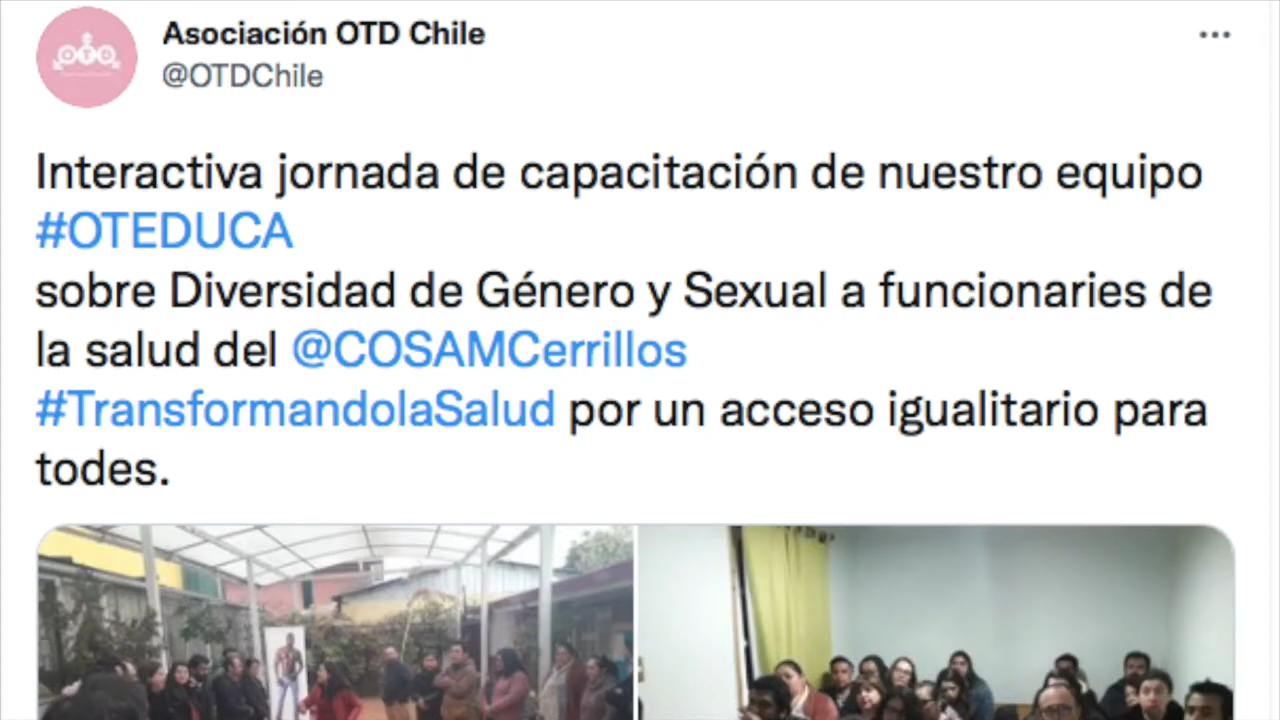 Asociación OTD Chile
@OTDChile
Interactiva jornada de capacitación de nuestro equipo
#OTEDUCA
sobre Diversidad de Género y Sexual a funcionaries de
la salud del @COSAMCerrillos
#TransformandolaSalud por un acceso igualitario para
todes.